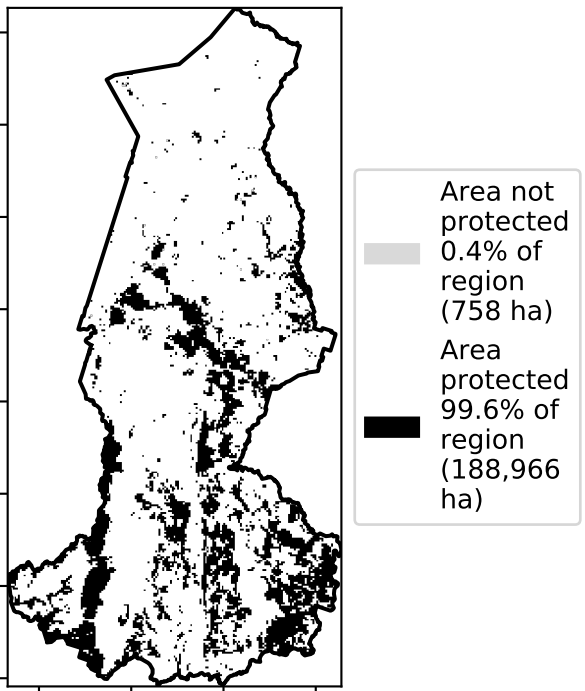 Area not
protected
0.4% of
region
(758 ha)
Area
protected
99.6% of
region
(188,966
ha)